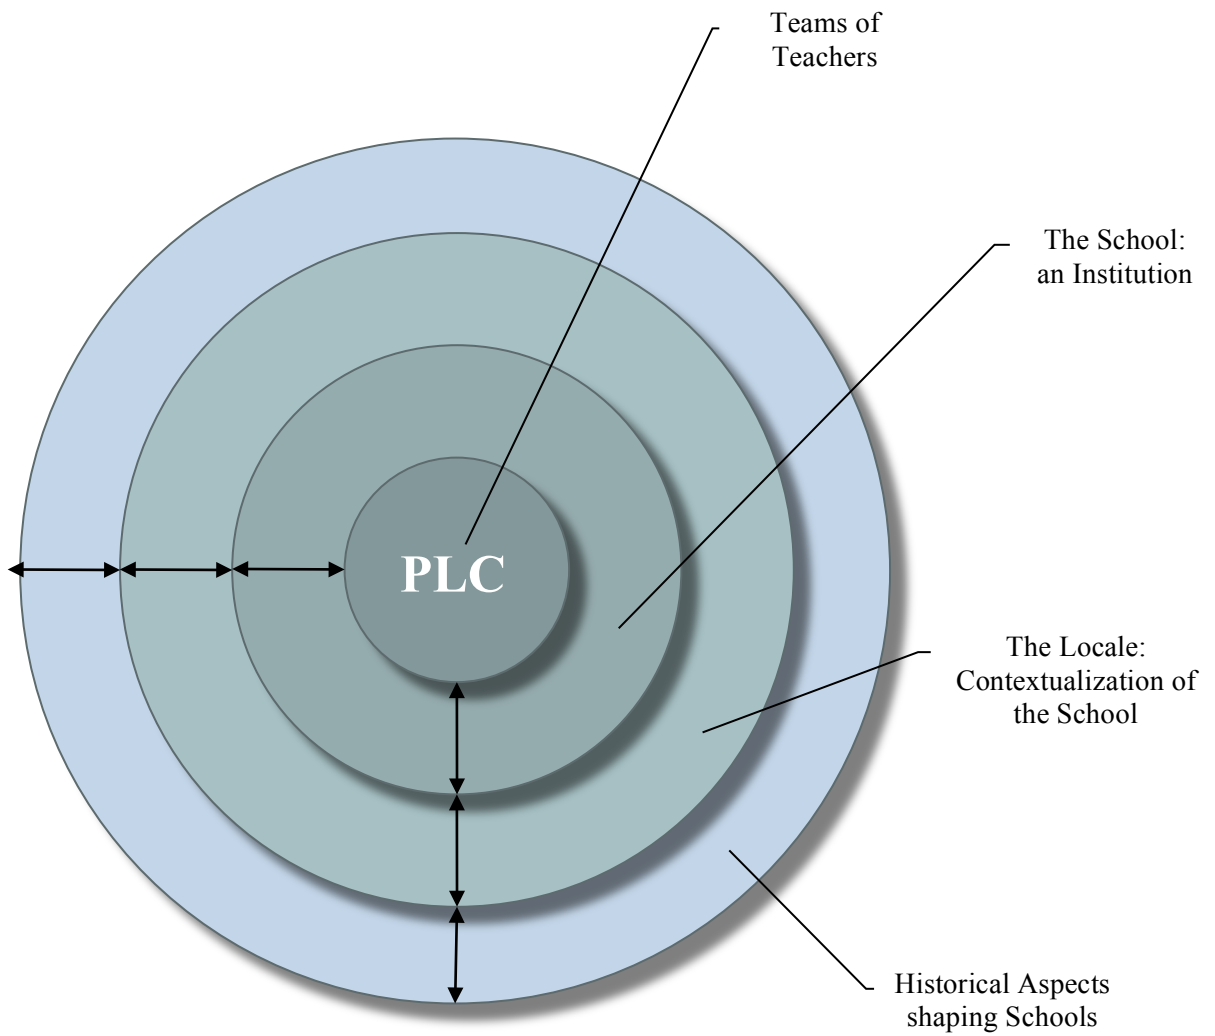 Teams of
Teachers
The School:
an Institution
PLC
The Locale:
Contextualization of
the School
Historical Aspects
shaping Schools